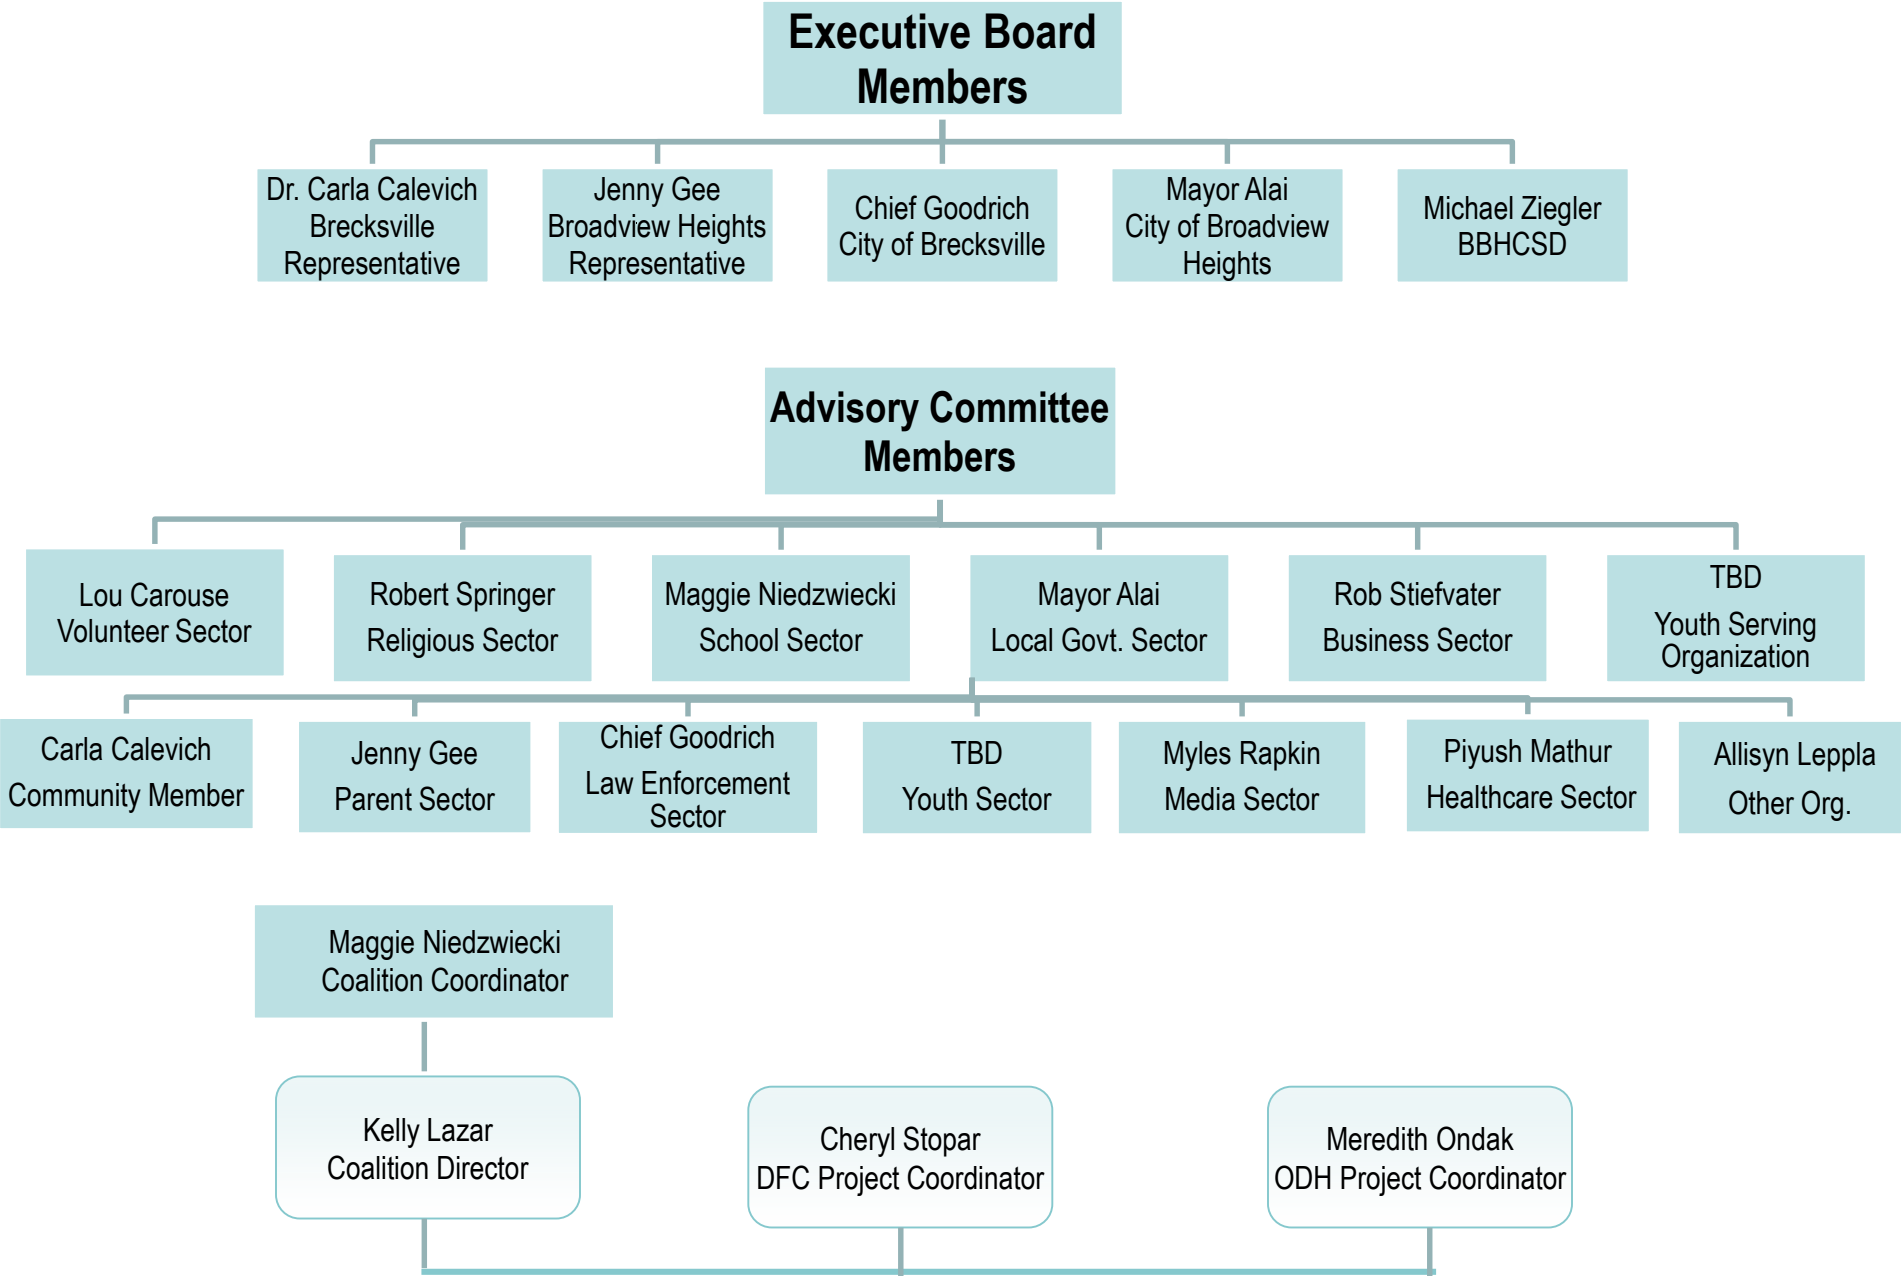 Executive Board
Members
Dr. Carla Calevich
Brecksville
Representative
Jenny Gee
Broadview Heights
Representative
Chief Goodrich
City of Brecksville
Mayor Alai
City of Broadview
Heights
Michael Ziegler
BBHCSD
Advisory Committee
Members
Lou Carouse
Volunteer Sector
Robert Springer
Religious Sector
Maggie Niedzwiecki
School Sector
Mayor Alai
Local Govt. Sector
Rob Stiefvater
Business Sector
TBD
Youth Serving
Organization
Carla Calevich
Community Member
Jenny Gee
Parent Sector
Chief Goodrich
Law Enforcement
Sector
TBD
Youth Sector
Myles Rapkin
Media Sector
Piyush Mathur
Healthcare Sector
Allisyn Leppla
Other Org.
Maggie Niedzwiecki
Coalition Coordinator
Kelly Lazar
Coalition Director
Cheryl Stopar
DFC Project Coordinator
Meredith Ondak
ODH Project Coordinator